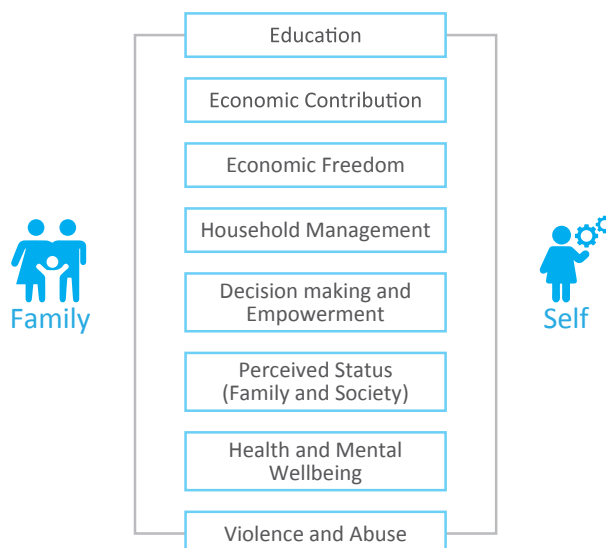 Education
Economic Contribution
Economic Freedom
Household Management
Decision making and
Empowerment
Perceived Status
(Family and Society)
Health and Mental
Wellbeing
Violence and Abuse
Family
Self